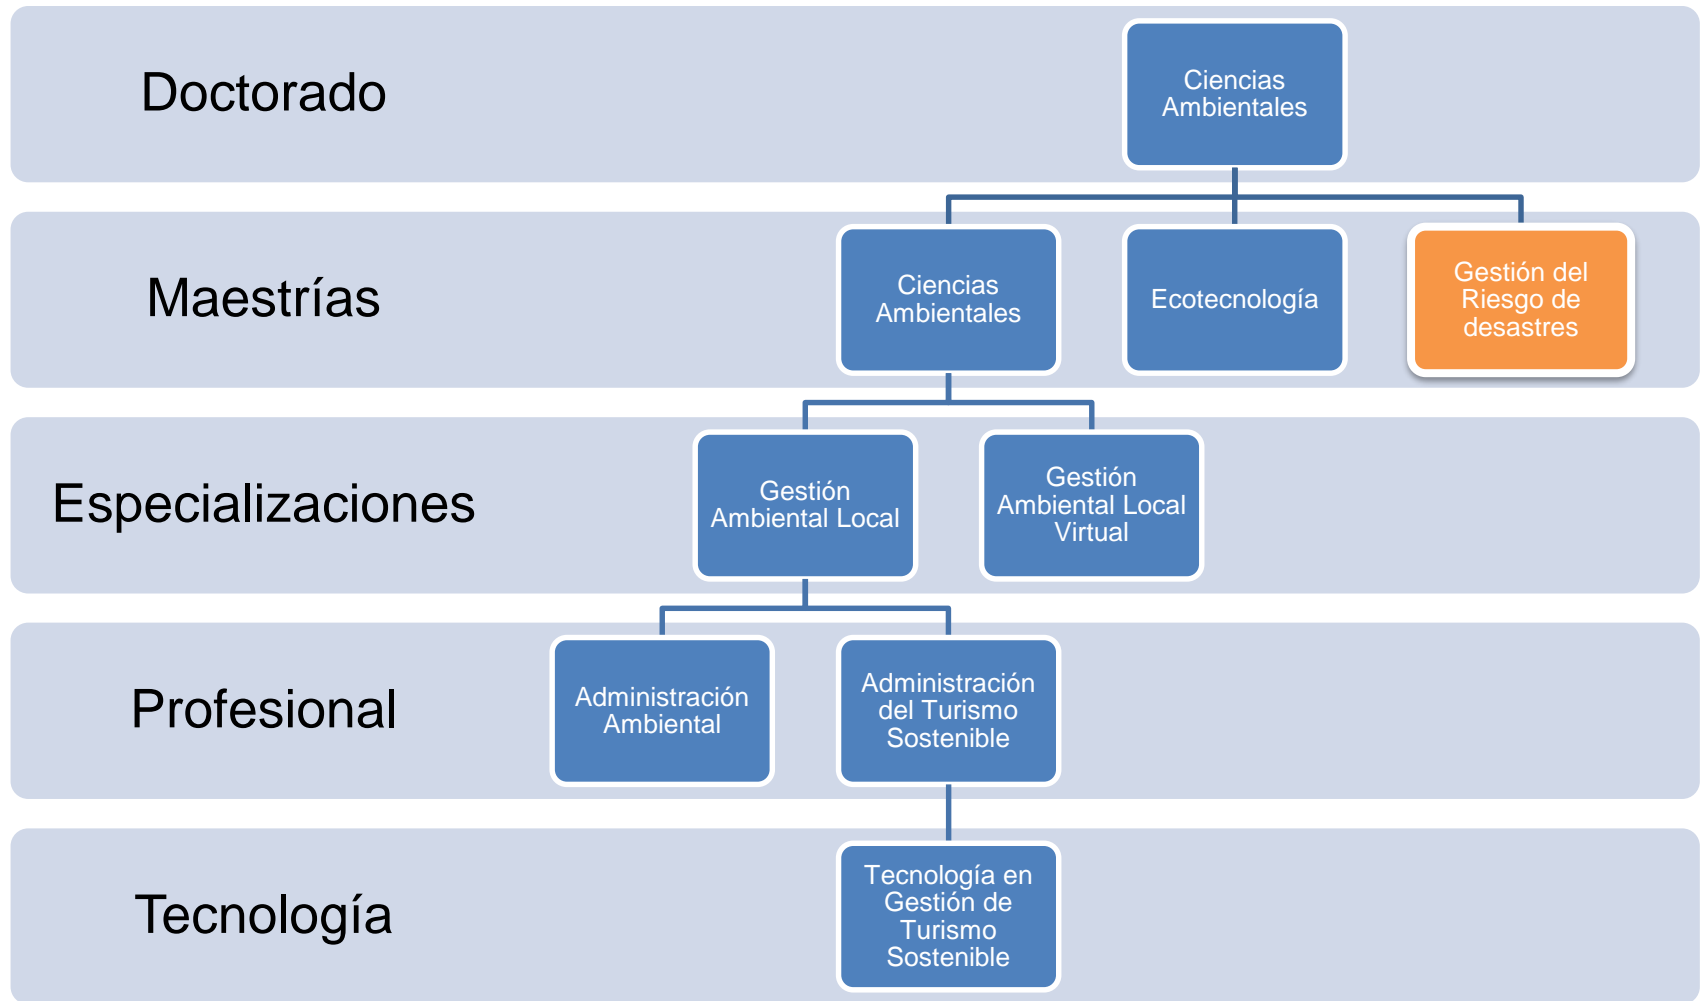 Doctorado
Ciencias
Ambientales
Maestrías
Ciencias
Ambientales
Ecotecnología
Gestión del
Riesgo de
desastres
Especializaciones
Gestión
Ambiental Local
Gestión
Ambiental Local
Virtual
Profesional
Administración
Ambiental
Administración
del Turismo
Sostenible
Tecnología
Tecnología en
Gestión de
Turismo
Sostenible